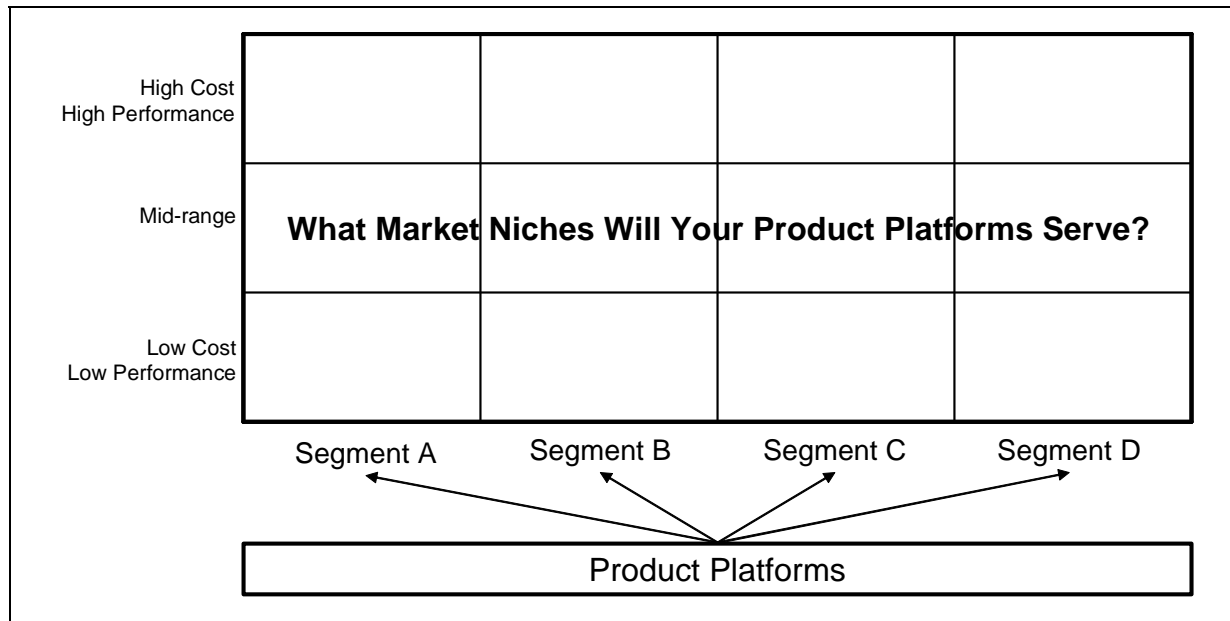 High Cost
High Performance
Mid-range
What Market Niches Will Your Product Platforms Serve?
Low Cost
Low Performance
Segment A
Segment B
Segment C
Segment D
Product Platforms